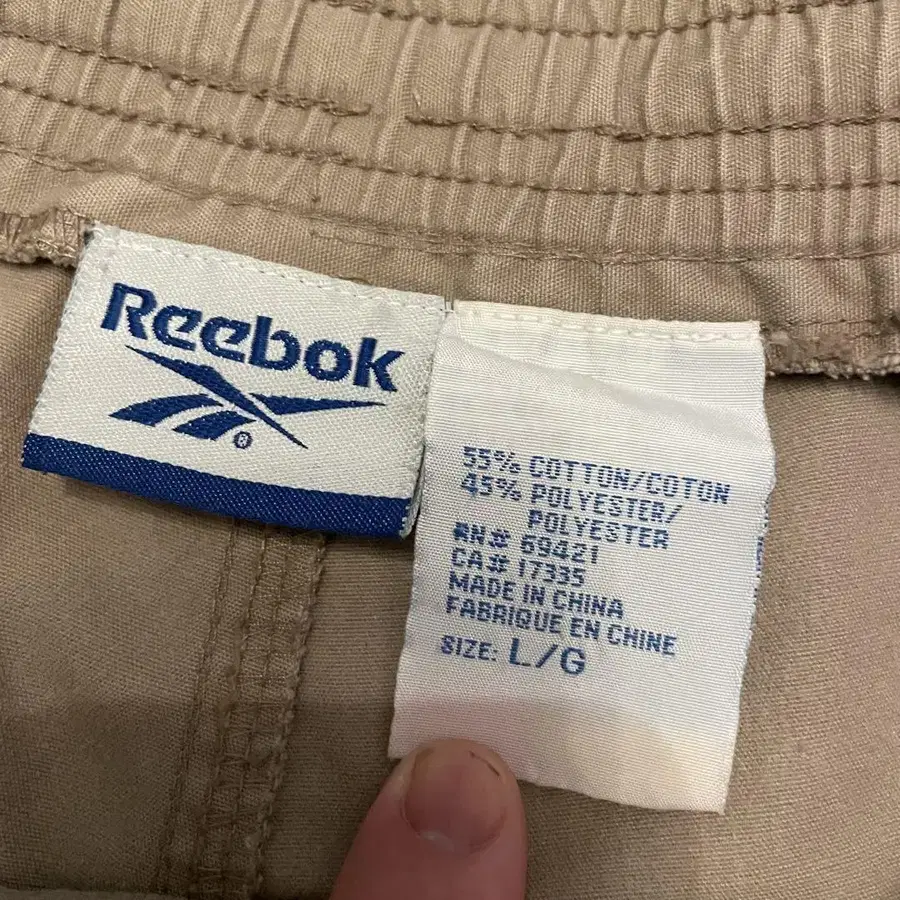 Reebok
®
55% COTTON/COTON
45% POLYESTER/
POLYESTER
RN# 69421
CA# 17335
MADE IN CHINA
FABRIQUE EN CHINE
SIZE: L/G